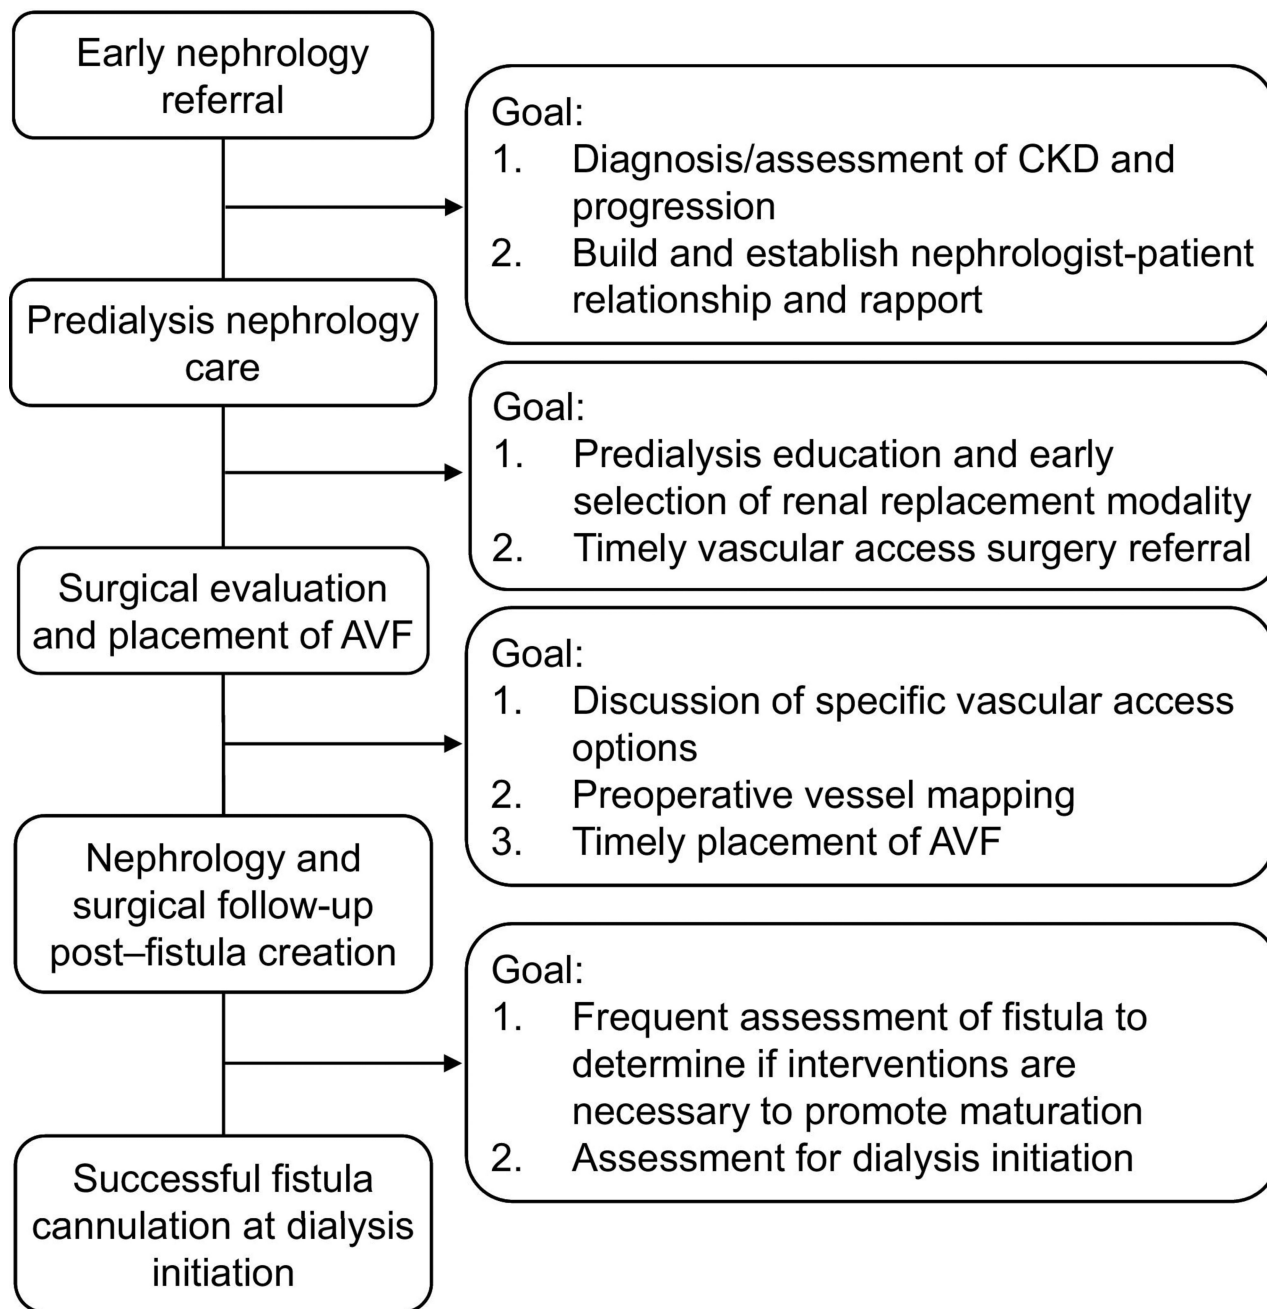 Early nephrology
referral
Goal:
1. Diagnosis/assessment of CKD and
progression
2. Build and establish nephrologist-patient
relationship and rapport
Predialysis nephrology
care
Goal:
1. Predialysis education and early
selection of renal replacement modality
2. Timely vascular access surgery referral
Surgical evaluation
and placement of AVF
Goal:
1. Discussion of specific vascular access
options
2. Preoperative vessel mapping
3. Timely placement of AVF
Nephrology and
surgical follow-up
post–fistula creation
Goal:
1. Frequent assessment of fistula to
determine if interventions are
necessary to promote maturation
2. Assessment for dialysis initiation
Successful fistula
cannulation at dialysis
initiation